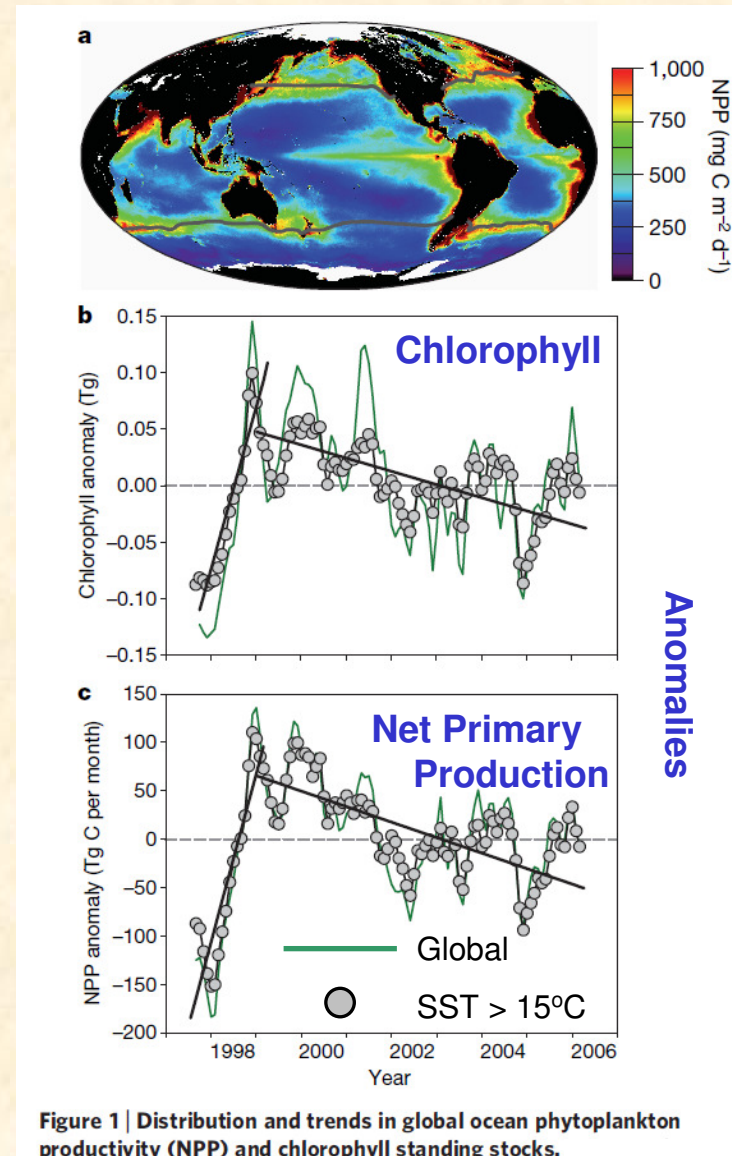 a
1,000
750
500
250
0
NPP (mg C m⁻² d⁻¹)
b
Chlorophyll
Chlorophyll anomaly (Tg)
0.15
0.10
0.05
0.00
−0.05
−0.10
−0.15
Anomalies
c
Net Primary
Production
NPP anomaly (Tg C per month)
150
100
50
0
−50
−100
−150
−200
Global
SST > 15ºC
1998 2000 2002 2004 2006
Year
Figure 1 | Distribution and trends in global ocean phytoplankton
productivity (NPP) and chlorophyll standing stocks.